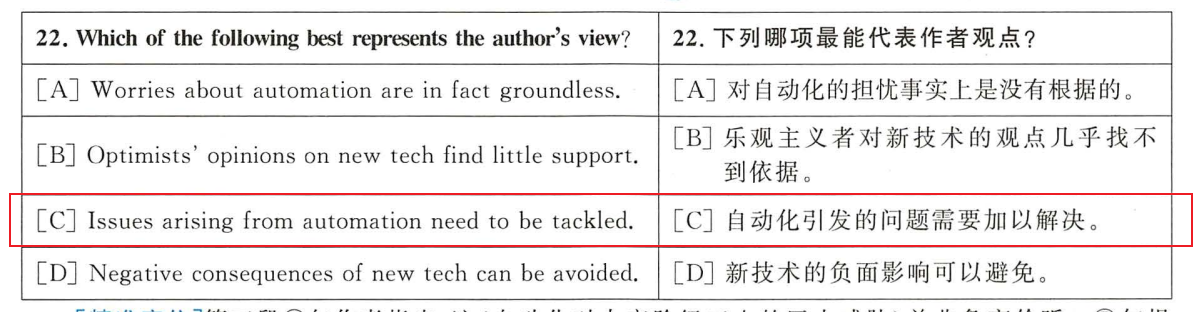 22. Which of the following best represents the author's view?
22. 下列哪项最能代表作者观点？
[A] Worries about automation are in fact groundless.
[A] 对自动化的担忧事实上是没有根据的。
[B] Optimists' opinions on new tech find little support.
[B] 乐观主义者对新技术的观点几乎找不
到依据。
[C] Issues arising from automation need to be tackled.
[C] 自动化引发的问题需要加以解决。
[D] Negative consequences of new tech can be avoided.
[D] 新技术的负面影响可以避免。